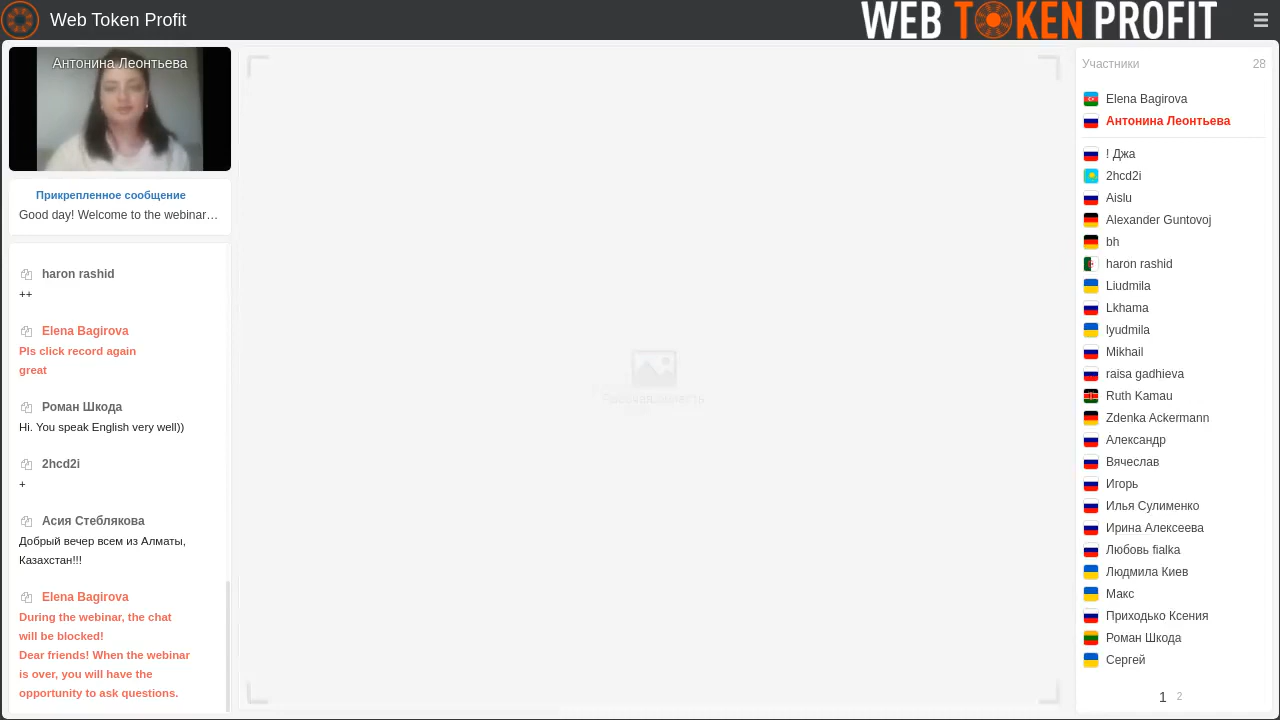 Web Token Profit
WEB TOKEN PROFIT
Антонина Леонтьева
Прикрепленное сообщение
Good day! Welcome to the webinar…
haron rashid
++
Elena Bagirova
Pls click record again
great
Роман Шкода
Hi. You speak English very well))
2hcd2i
+
Асия Стеблякова
Добрый вечер всем из Алматы,
Казахстан!!!
Elena Bagirova
During the webinar, the chat
will be blocked!
Dear friends! When the webinar
is over, you will have the
opportunity to ask questions.
Участники 28
Elena Bagirova
Антонина Леонтьева
! Джа
2hcd2i
Aislu
Alexander Guntovoj
bh
haron rashid
Liudmila
Lkhama
lyudmila
Mikhail
raisa gadhieva
Ruth Kamau
Zdenka Ackermann
Александр
Вячеслав
Игорь
Илья Сулименко
Ирина Алексеева
Любовь fialka
Людмила Киев
Макс
Приходько Ксения
Роман Шкода
Сергей
1 2